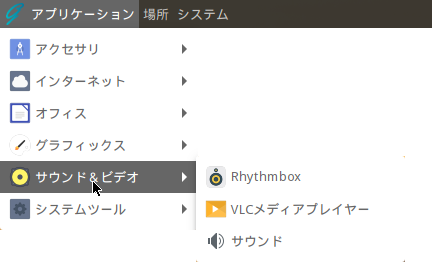 アプリケーション 場所 システム
アクセサリ
インターネット
オフィス
グラフィックス
サウンド＆ビデオ
システムツール
Rhythmbox
VLCメディアプレイヤー
サウンド